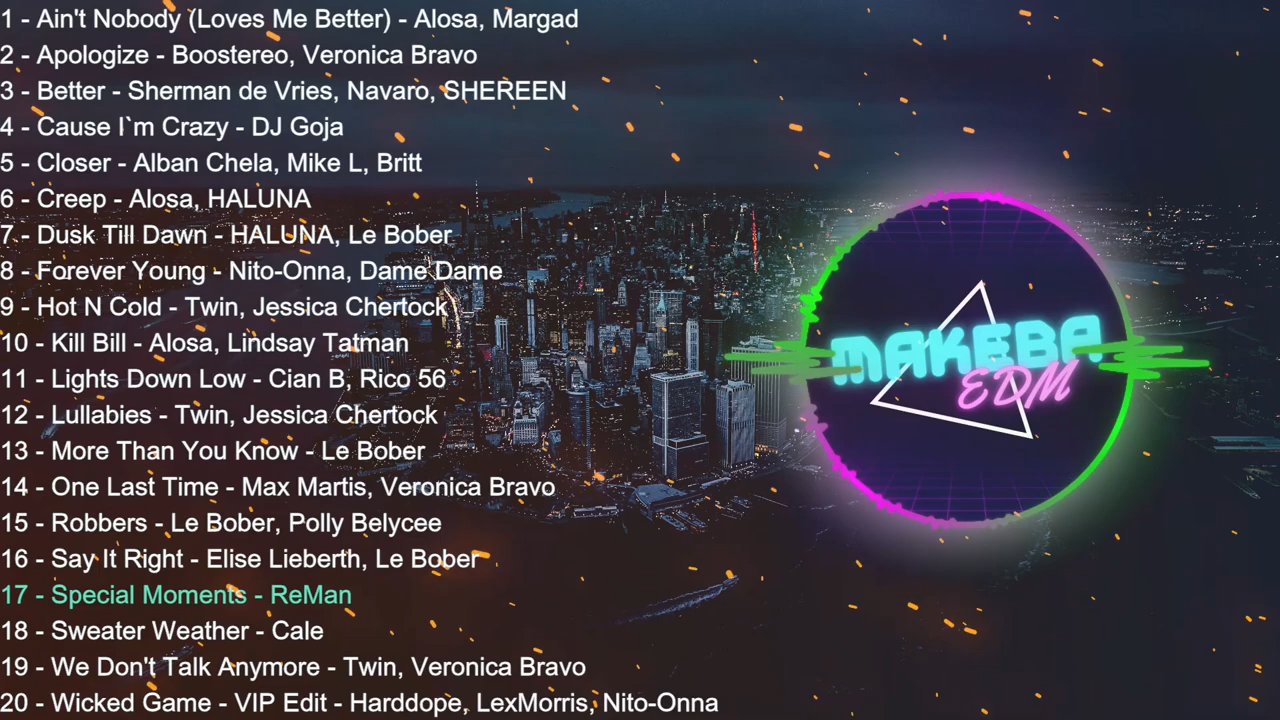 1 - Ain't Nobody (Loves Me Better) - Alosa, Margad
2 - Apologize - Boostereo, Veronica Bravo
3 - Better - Sherman de Vries, Navaro, SHEREEN
4 - Cause I`m Crazy - DJ Goja
5 - Closer - Alban Chela, Mike L, Britt
6 - Creep - Alosa, HALUNA
7 - Dusk Till Dawn - HALUNA, Le Bober
8 - Forever Young - Nito-Onna, Dame Dame
9 - Hot N Cold - Twin, Jessica Chertock
10 - Kill Bill - Alosa, Lindsay Tatman
11 - Lights Down Low - Cian B, Rico 56
12 - Lullabies - Twin, Jessica Chertock
13 - More Than You Know - Le Bober
14 - One Last Time - Max Martis, Veronica Bravo
15 - Robbers - Le Bober, Polly Belycee
16 - Say It Right - Elise Lieberth, Le Bober
17 - Special Moments - ReMan
18 - Sweater Weather - Cale
19 - We Don't Talk Anymore - Twin, Veronica Bravo
20 - Wicked Game - VIP Edit - Harddope, LexMorris, Nito-Onna
MAKEBA
EDM